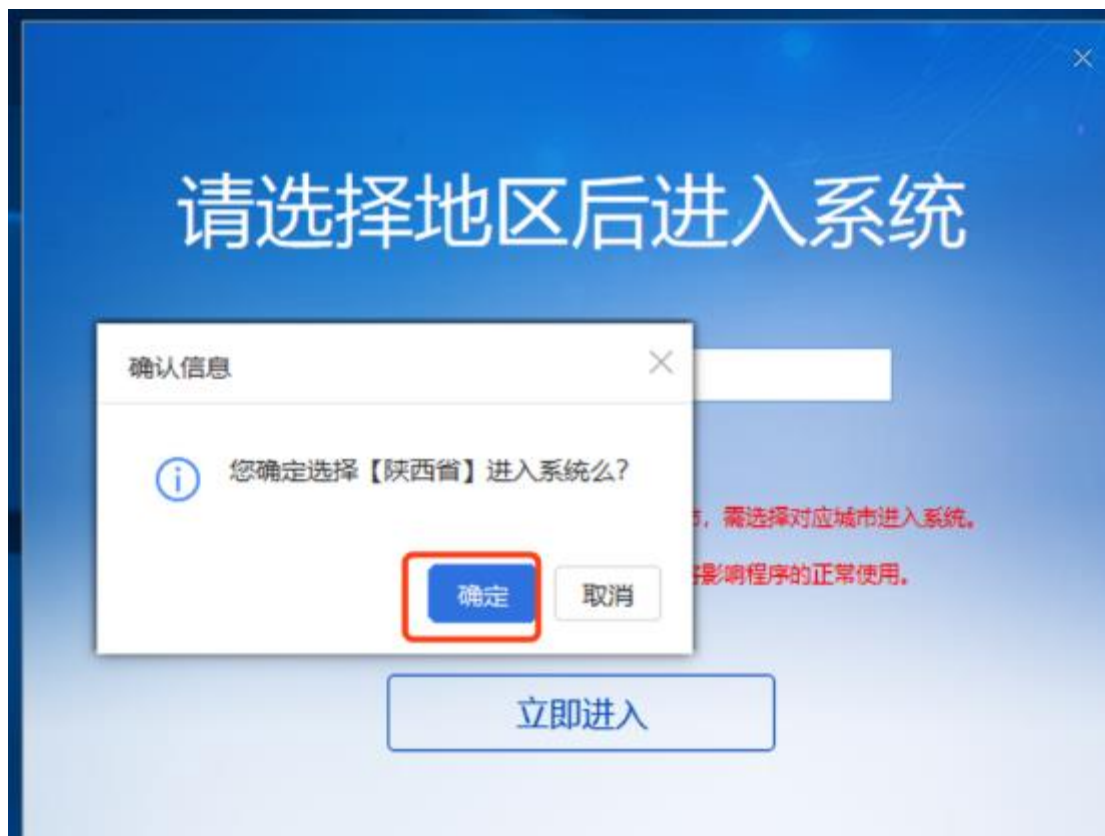 请选择地区后进入系统
确认信息
您确定选择【陕西省】进入系统么?
，需选择对应城市进入系统。
影响程序的正常使用。
确定
取消
立即进入